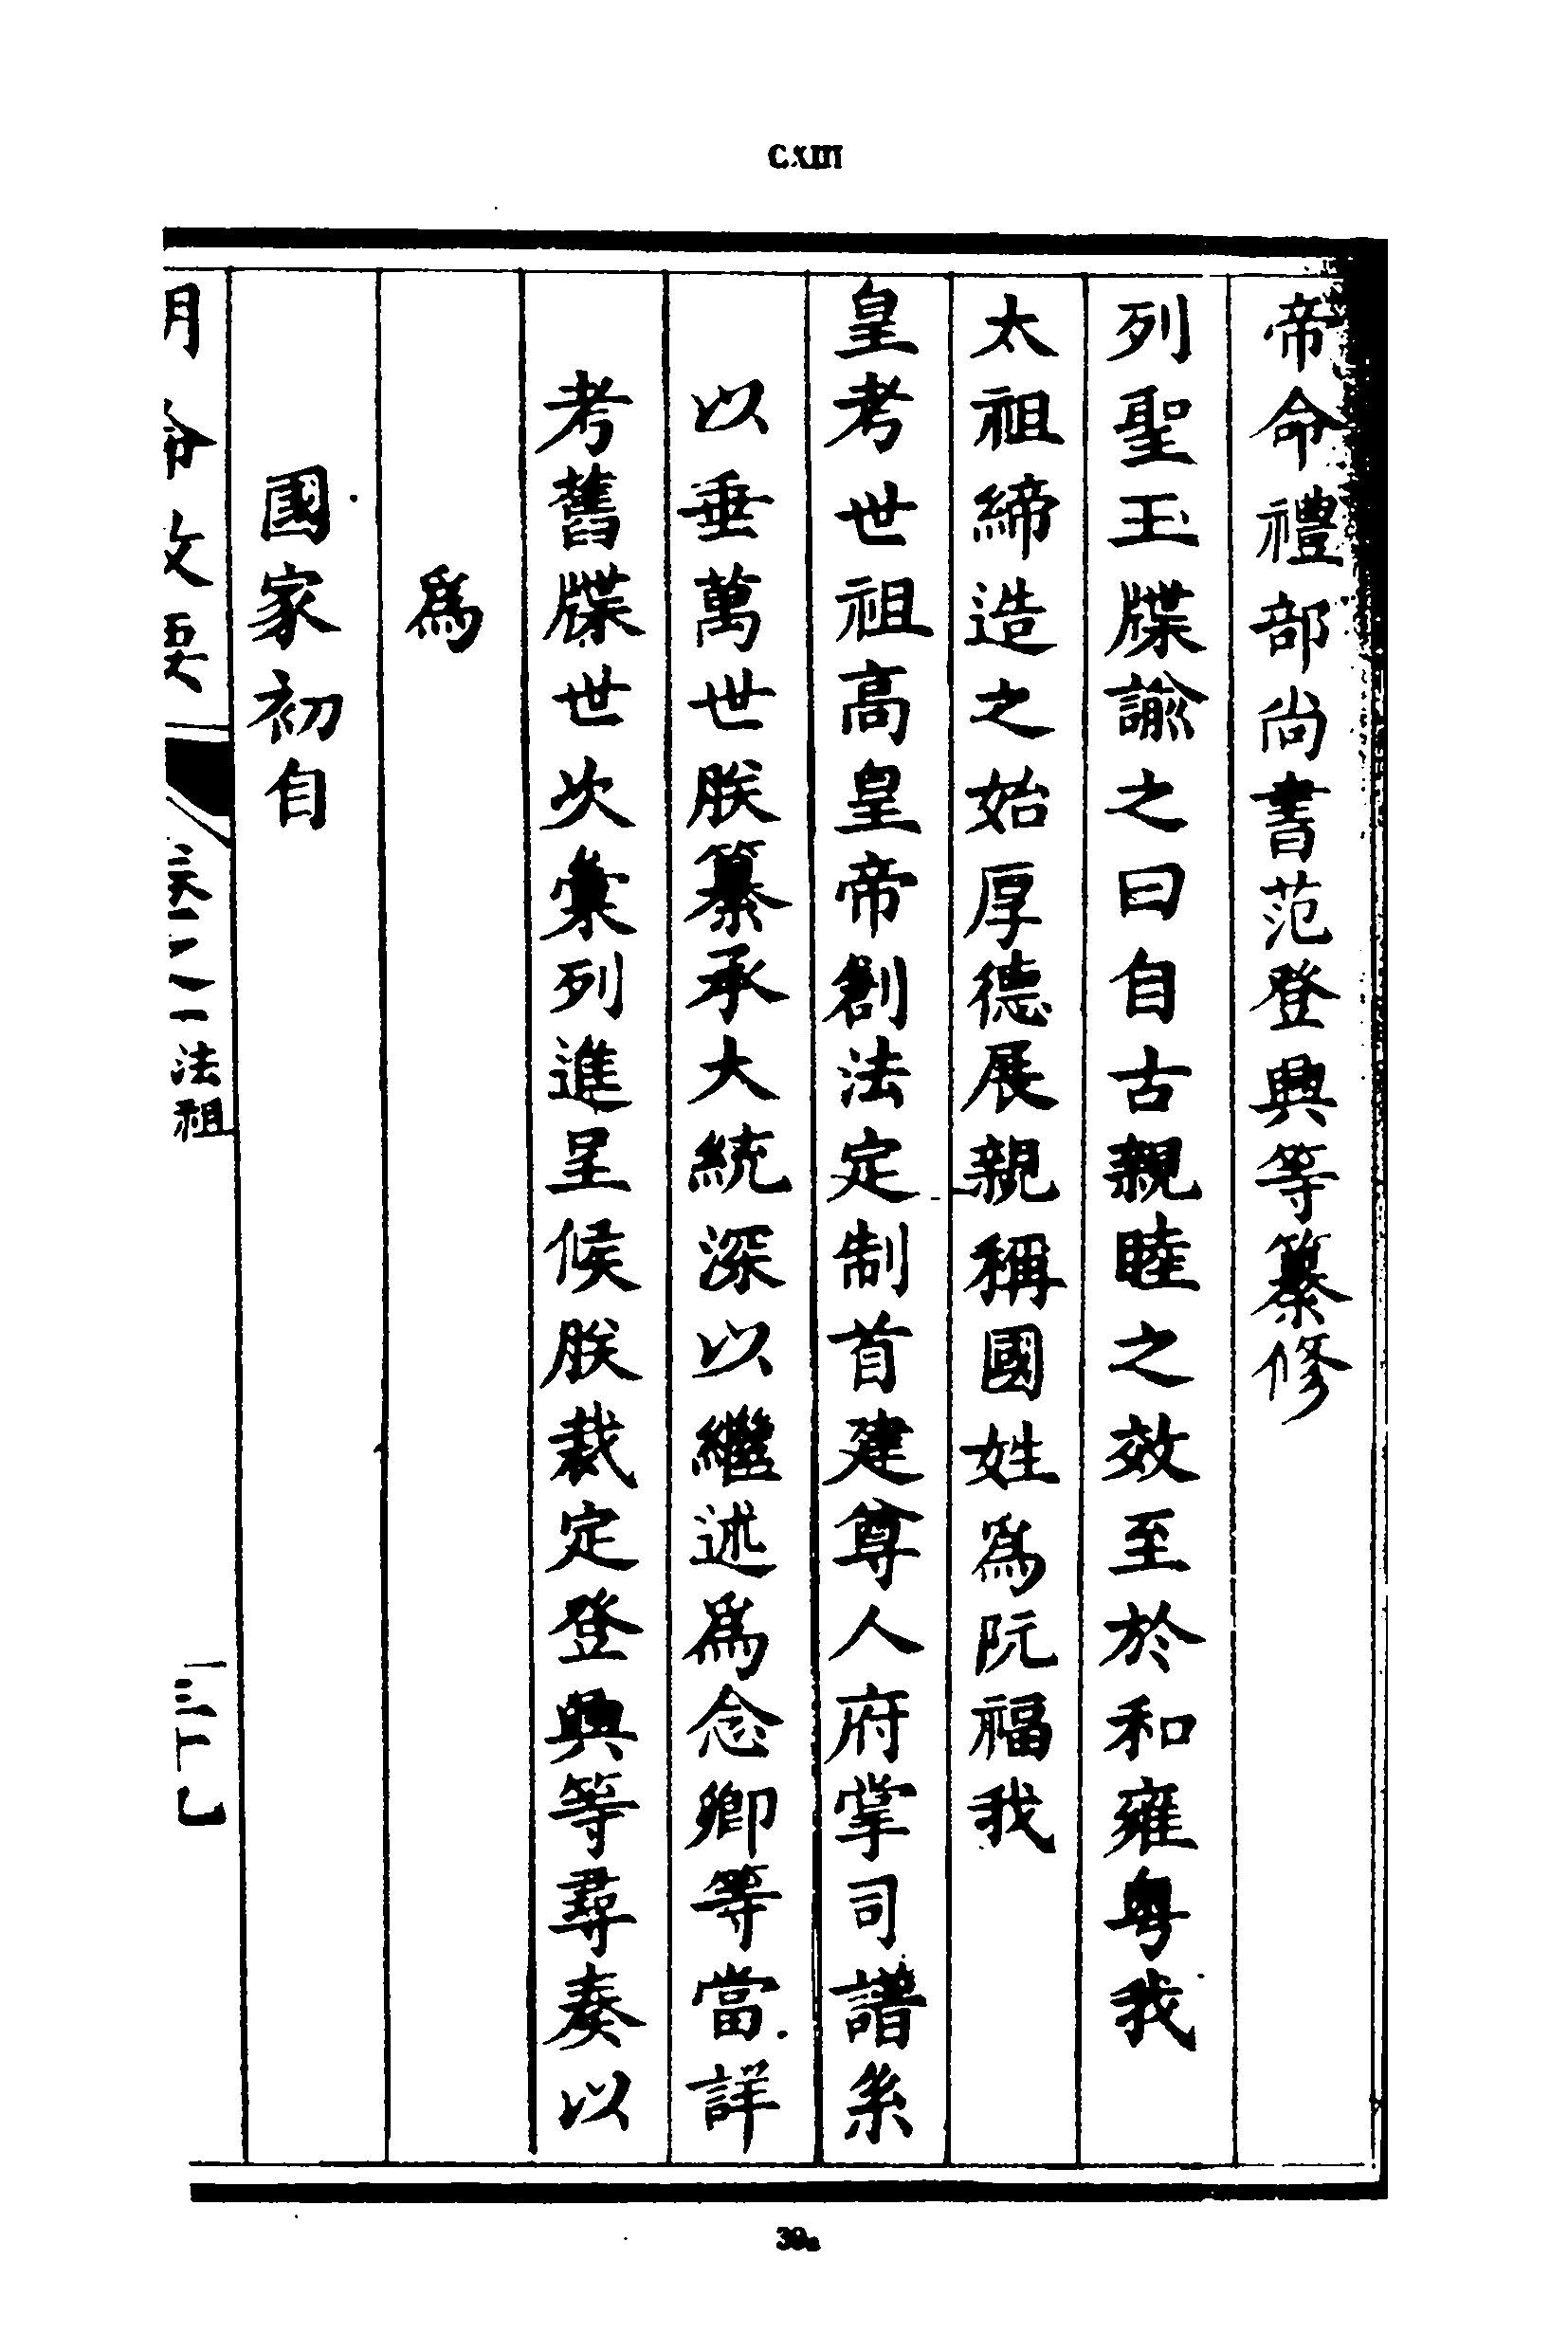 CXIII
帝命禮部尚書范登興等纂修
列聖玉牒諭之曰自古親睦之效至於和雍粤我
太祖締造之始厚德展親稱國姓爲阮福我
皇考世祖高皇帝創法定制首建尊人府掌司譜系
以垂萬世朕纂承大統深以繼述爲念卿等當詳
考舊牒世次彙列進呈候朕裁定登興等尋奏以
爲
國家初自
明命政要
法祖
39a